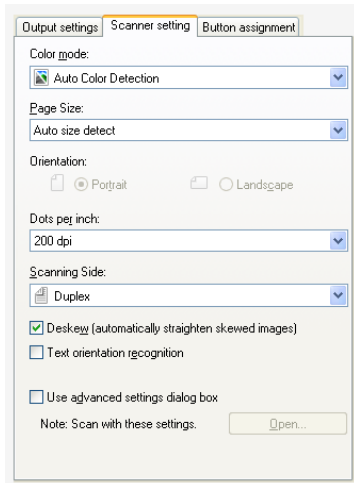 Output settings Scanner setting Button assignment
Color mode:
Auto Color Detection
Page Size:
Auto size detect
Orientation:
Portrait Landscape
Dots per inch:
200 dpi
Scanning Side:
Duplex
Deskew (automatically straighten skewed images)
Text orientation recognition
Use advanced settings dialog box
Note: Scan with these settings. Open...